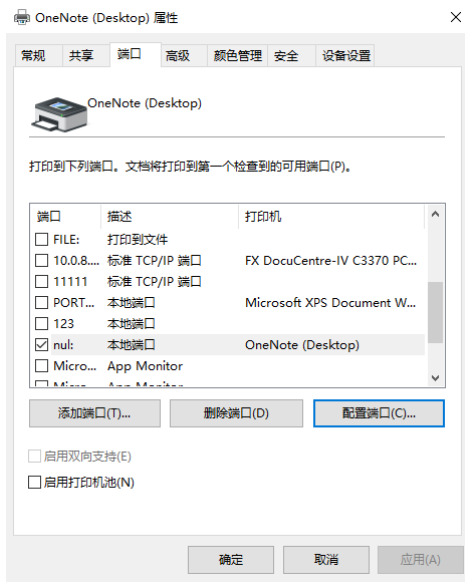 OneNote (Desktop) 属性
常规 共享 端口 高级 颜色管理 安全 设备设置
OneNote (Desktop)
打印到下列端口。文档将打印到第一个检查到的可用端口(P)。
端口 描述 打印机
FILE: 打印到文件
10.0.8.... 标准 TCP/IP 端口 FX DocuCentre-IV C3370 PC...
11111 标准 TCP/IP 端口
PORT... 本地端口 Microsoft XPS Document W...
123 本地端口
nul: 本地端口 OneNote (Desktop)
Micro... App Monitor
Micro... App Monitor
添加端口(T)... 删除端口(D) 配置端口(C)...
启用双向支持(E)
启用打印机池(N)
确定 取消 应用(A)